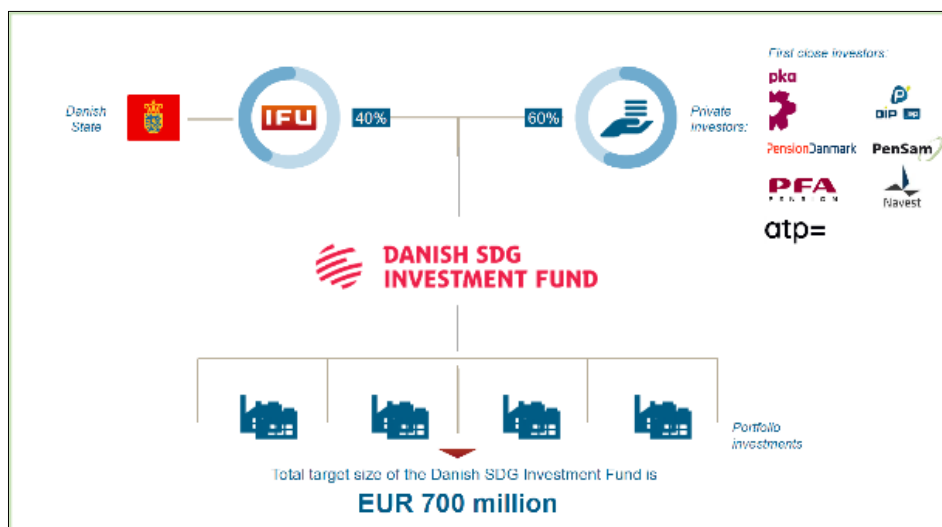 First close investors:
pka
Danish
State
IFU
40%
60%
Private
investors:
PensionDanmark
PenSam
PFA
PENSION
Navest
atp=
DANISH SDG
INVESTMENT FUND
Portfolio
investments
Total target size of the Danish SDG Investment Fund is
EUR 700 million